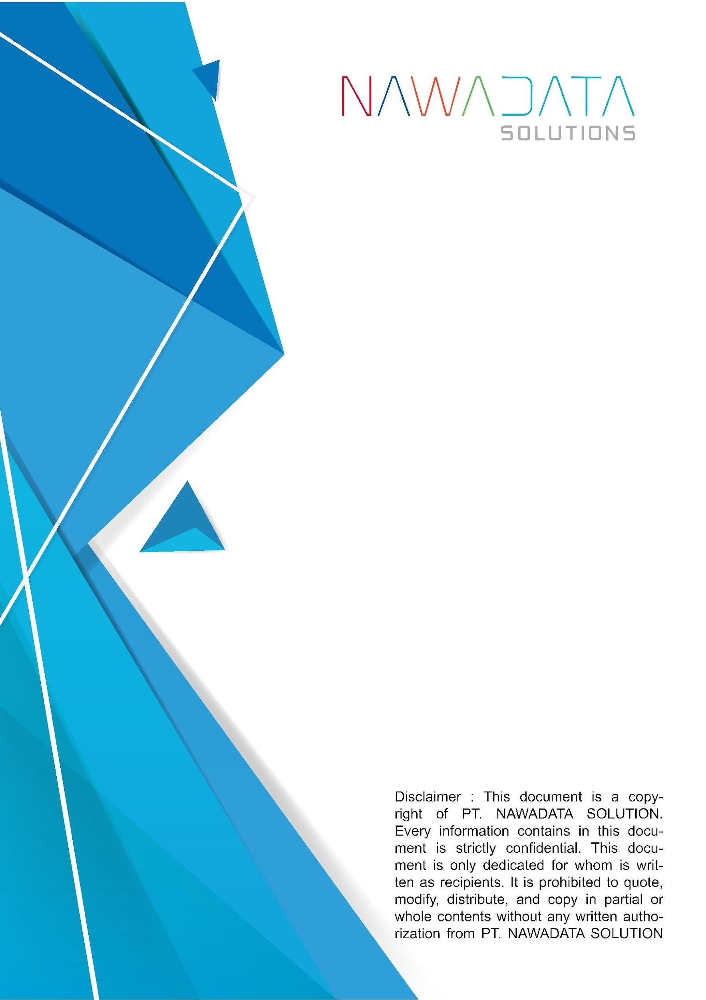 NAWADATA
SOLUTIONS
Disclaimer : This document is a copy-
right of PT. NAWADATA SOLUTION.
Every information contains in this docu-
ment is strictly confidential. This docu-
ment is only dedicated for whom is writ-
ten as recipients. It is prohibited to quote,
modify, distribute, and copy in partial or
whole contents without any written autho-
rization from PT. NAWADATA SOLUTION